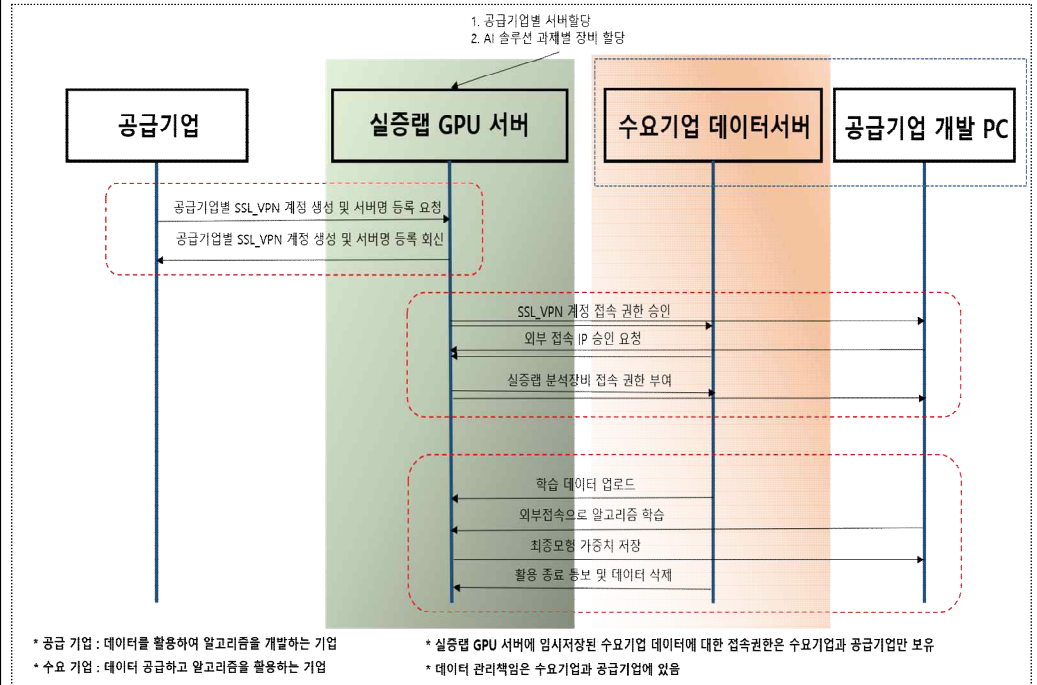 1. 공급기업별 서버할당
2. AI 솔루션 과제별 장비 할당
공급기업
실증랩 GPU 서버
수요기업 데이터서버
공급기업 개발 PC
공급기업별 SSL_VPN 계정 생성 및 서버명 등록 요청
공급기업별 SSL_VPN 계정 생성 및 서버명 등록 회신
SSL_VPN 계정 접속 권한 승인
외부 접속 IP 승인 요청
실증랩 분석장비 접속 권한 부여
학습 데이터 업로드
외부접속으로 알고리즘 학습
최종모형 가중치 저장
활용 종료 통보 및 데이터 삭제
* 공급 기업 : 데이터를 활용하여 알고리즘을 개발하는 기업
* 수요 기업 : 데이터 공급하고 알고리즘을 활용하는 기업
* 실증랩 GPU 서버에 임시저장된 수요기업 데이터에 대한 접속권한은 수요기업과 공급기업만 보유
* 데이터 관리책임은 수요기업과 공급기업에 있음